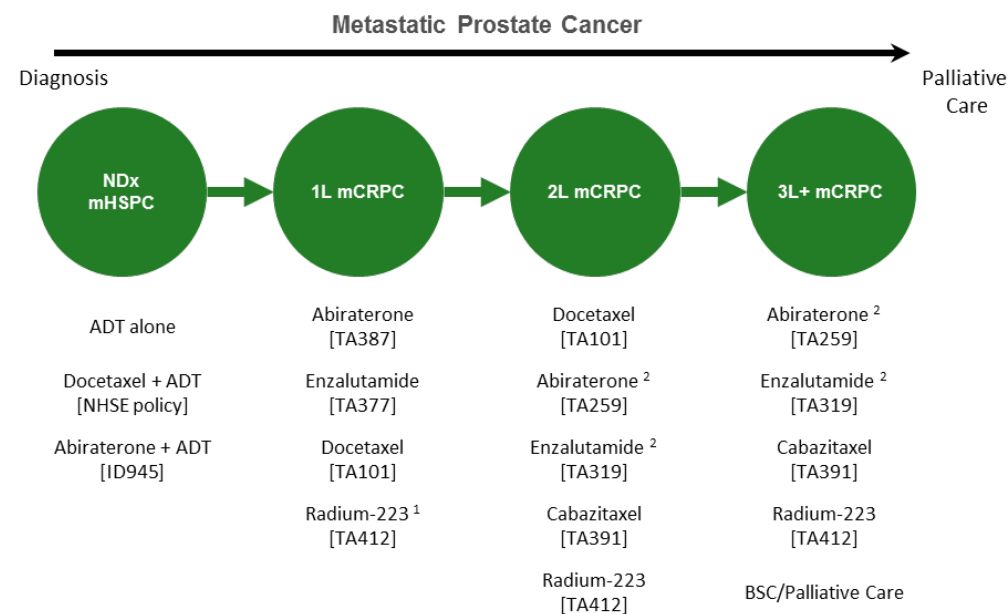 Metastatic Prostate Cancer
Diagnosis
Palliative
Care
NDx
mHSPC
1L mCRPC
2L mCRPC
3L+ mCRPC
ADT alone
Docetaxel + ADT
[NHSE policy]
Abiraterone + ADT
[ID945]
Abiraterone
[TA387]
Enzalutamide
[TA377]
Docetaxel
[TA101]
Radium-223 ¹
[TA412]
Docetaxel
[TA101]
Abiraterone ²
[TA259]
Enzalutamide ²
[TA319]
Cabazitaxel
[TA391]
Radium-223
[TA412]
Abiraterone ²
[TA259]
Enzalutamide ²
[TA319]
Cabazitaxel
[TA391]
Radium-223
[TA412]
BSC/Palliative Care